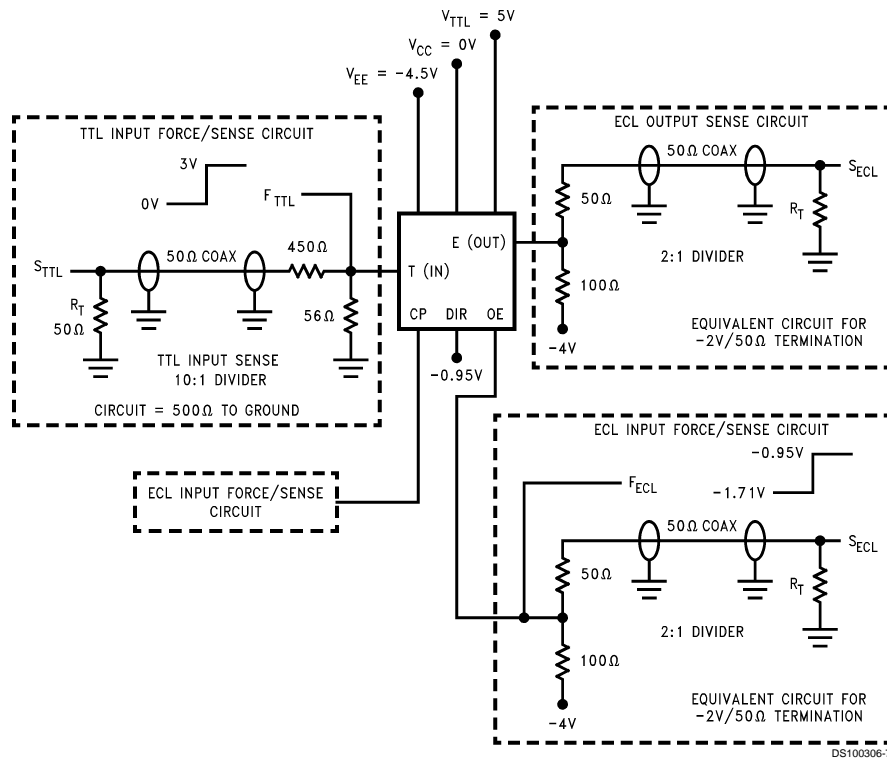 V_TTL = 5V
V_CC = 0V
V_EE = -4.5V
TTL INPUT FORCE/SENSE CIRCUIT
3V
0V
F_TTL
S_TTL
50Ω COAX
450Ω
R_T
50Ω
56Ω
TTL INPUT SENSE
10:1 DIVIDER
CIRCUIT = 500Ω TO GROUND
E (OUT)
T (IN)
CP DIR OE
-0.95V
ECL OUTPUT SENSE CIRCUIT
50Ω COAX
S_ECL
50Ω
R_T
2:1 DIVIDER
100Ω
-4V
EQUIVALENT CIRCUIT FOR
-2V/50Ω TERMINATION
ECL INPUT FORCE/SENSE
CIRCUIT
ECL INPUT FORCE/SENSE CIRCUIT
-0.95V
-1.71V
F_ECL
50Ω COAX
S_ECL
50Ω
R_T
2:1 DIVIDER
100Ω
-4V
EQUIVALENT CIRCUIT FOR
-2V/50Ω TERMINATION
DS100306-7